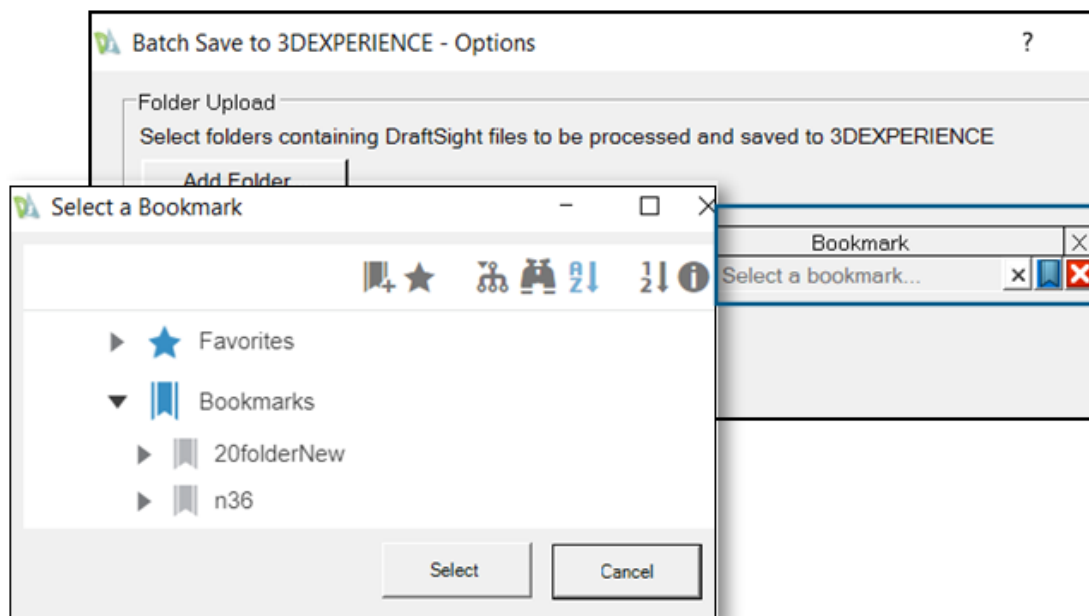 Batch Save to 3DEXPERIENCE - Options ?
Folder Upload
Select folders containing DraftSight files to be processed and saved to 3DEXPERIENCE
Add Folder
Select a Bookmark
Bookmark
Select a bookmark...
Favorites
Bookmarks
20folderNew
n36
Select Cancel